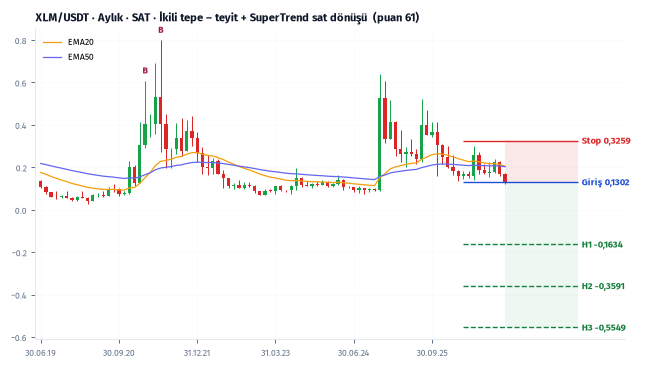 XLM/USDT · Aylık · SAT · İkili tepe – teyit + SuperTrend sat dönüşü (puan 61)
B
B
EMA20
EMA50
0.8
0.6
0.4
0.2
0.0
−0.2
−0.4
−0.6
Stop 0,3259
Giriş 0,1302
H1 -0,1634
H2 -0,3591
H3 -0,5549
30.06.19
30.09.20
31.12.21
31.03.23
30.06.24
30.09.25